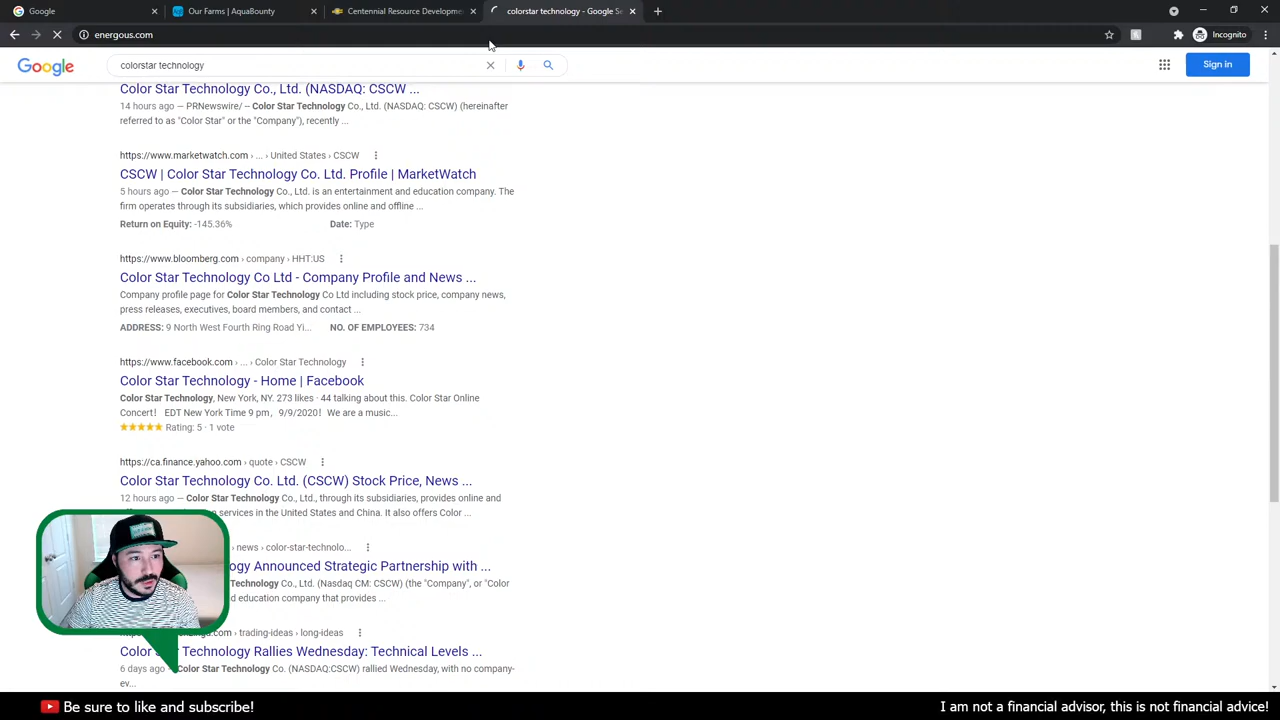 Google
Our Farms | AquaBounty
Centennial Resource Developme
colorstar technology - Google Se
energous.com
Incognito
Google
colorstar technology
Sign in
Color Star Technology Co., Ltd. (NASDAQ: CSCW ...
14 hours ago — PRNewswire/ -- Color Star Technology Co., Ltd. (NASDAQ: CSCW) (hereinafter
referred to as "Color Star" or the "Company"), recently ...
https://www.marketwatch.com › ... › United States › CSCW
CSCW | Color Star Technology Co. Ltd. Profile | MarketWatch
5 hours ago — Color Star Technology Co., Ltd. is an entertainment and education company. The
firm operates through its subsidiaries, which provides online and offline ...
Return on Equity: -145.36% Date: Type
https://www.bloomberg.com › company › HHT:US
Color Star Technology Co Ltd - Company Profile and News ...
Company profile page for Color Star Technology Co Ltd including stock price, company news,
press releases, executives, board members, and contact ...
ADDRESS: 9 North West Fourth Ring Road Yi... NO. OF EMPLOYEES: 734
https://www.facebook.com › ... › Color Star Technology
Color Star Technology - Home | Facebook
Color Star Technology, New York, NY. 273 likes · 44 talking about this. Color Star Online
Concert! EDT New York Time 9 pm, 9/9/2020! We are a music...
Rating: 5 · 1 vote
https://ca.finance.yahoo.com › quote › CSCW
Color Star Technology Co. Ltd. (CSCW) Stock Price, News ...
12 hours ago — Color Star Technology Co., Ltd., through its subsidiaries, provides online and
services in the United States and China. It also offers Color ...
› news › color-star-technolo...
Announced Strategic Partnership with ...
Technology Co., Ltd. (Nasdaq CM: CSCW) (the "Company", or "Color
d education company that provides ...
.com › trading-ideas › long-ideas
Color Star Technology Rallies Wednesday: Technical Levels ...
6 days ago — Color Star Technology Co. (NASDAQ:CSCW) rallied Wednesday, with no company-
ev...
Be sure to like and subscribe!
I am not a financial advisor, this is not financial advice!